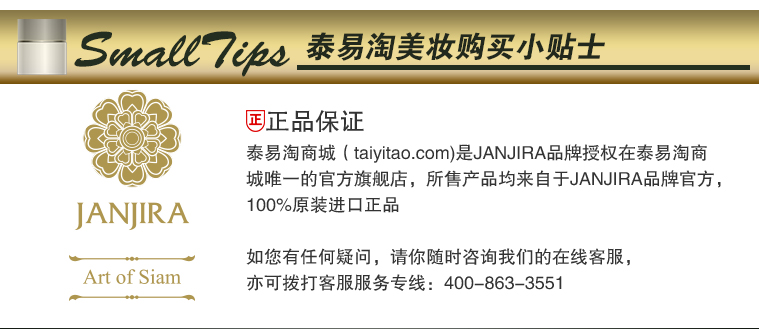 Small Tips 泰易淘美妆购买小贴士
正 正品保证
泰易淘商城（taiyitao.com)是JANJIRA品牌授权在泰易淘商
城唯一的官方旗舰店，所售产品均来自于JANJIRA品牌官方，
100%原装进口正品
JANJIRA
Art of Siam
如您有任何疑问，请你随时咨询我们的在线客服，
亦可拨打客服服务专线：400-863-3551